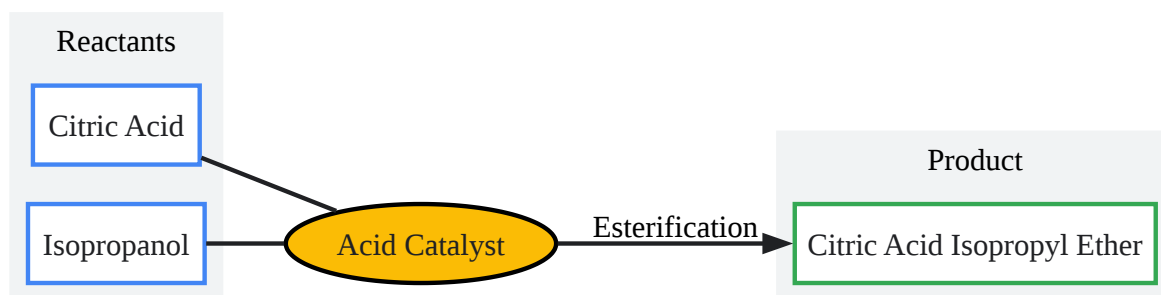 Reactants
Citric Acid
Isopropanol
Acid Catalyst
Esterification
Product
Citric Acid Isopropyl Ether